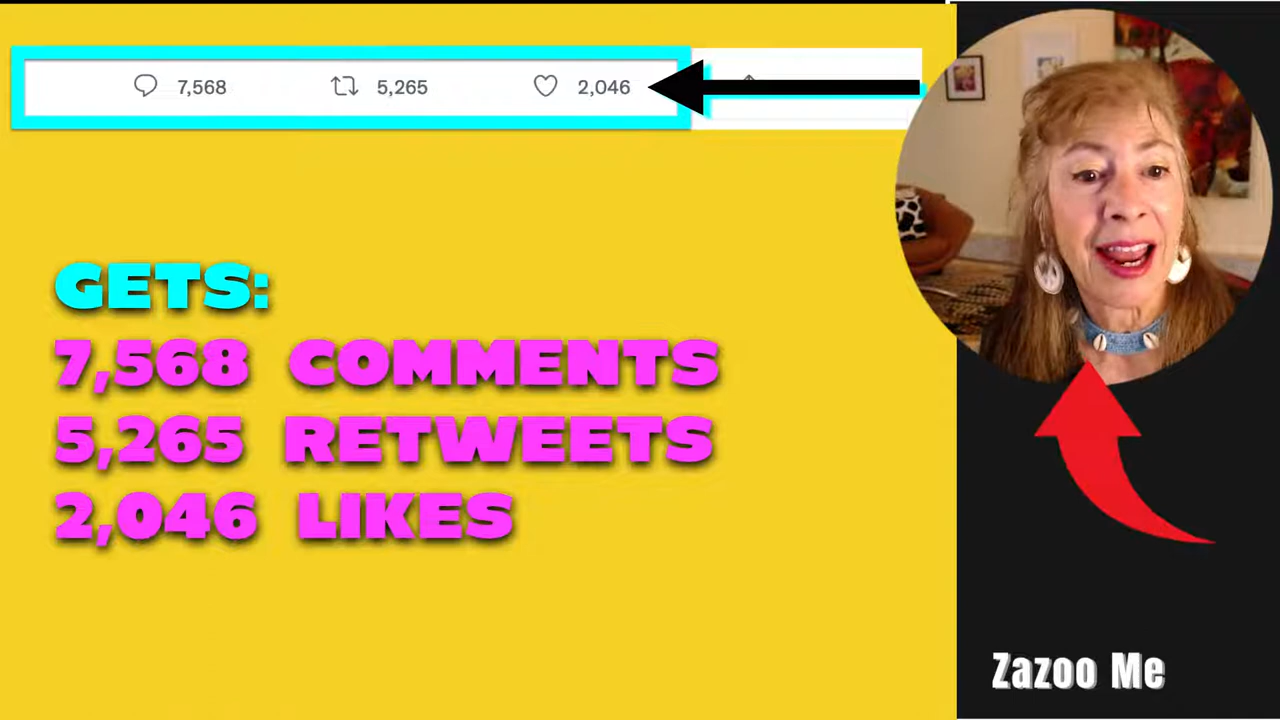 7,568 5,265 2,046
GETS:
7,568 COMMENTS
5,265 RETWEETS
2,046 LIKES
Zazoo Me